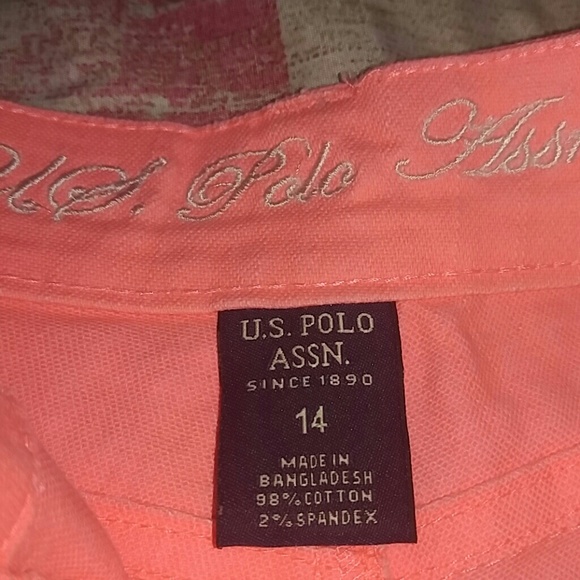 U.S. Polo Assn
U.S. POLO
ASSN.
SINCE 1890
14
MADE IN
BANGLADESH
98% COTTON
2% SPANDEX